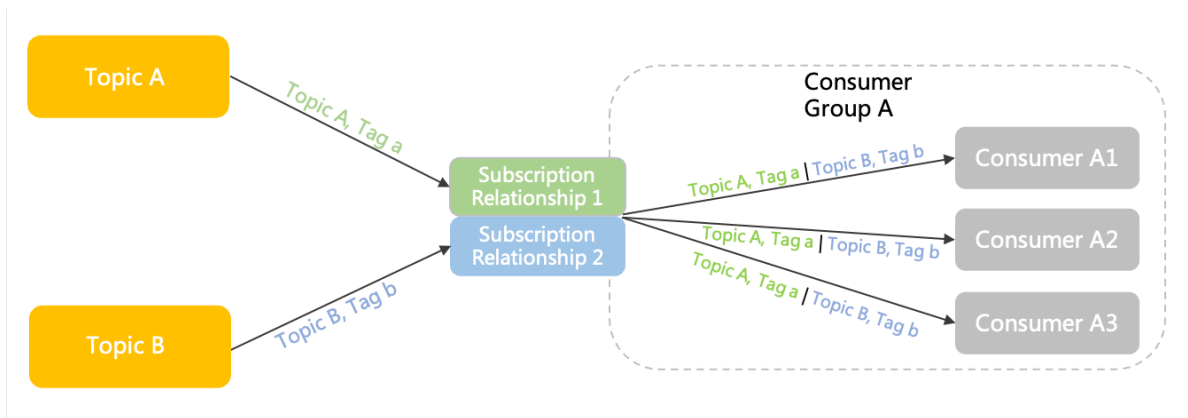 Topic A
Topic A, Tag a
Subscription
Relationship 1
Subscription
Relationship 2
Topic B, Tag b
Topic B
Consumer
Group A
Topic A, Tag a | Topic B, Tag b
Consumer A1
Topic A, Tag a | Topic B, Tag b
Consumer A2
Topic A, Tag a | Topic B, Tag b
Consumer A3